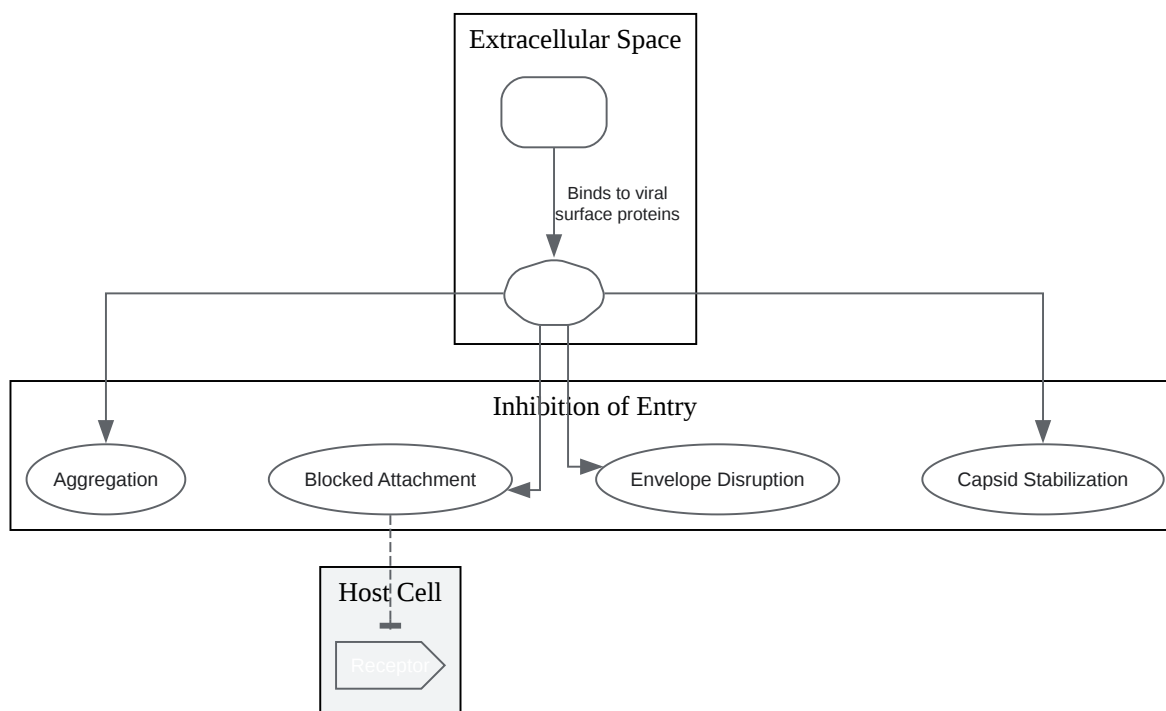 Extracellular Space
Binds to viral
surface proteins
Inhibition of Entry
Aggregation
Blocked Attachment
Envelope Disruption
Capsid Stabilization
Host Cell
Receptor